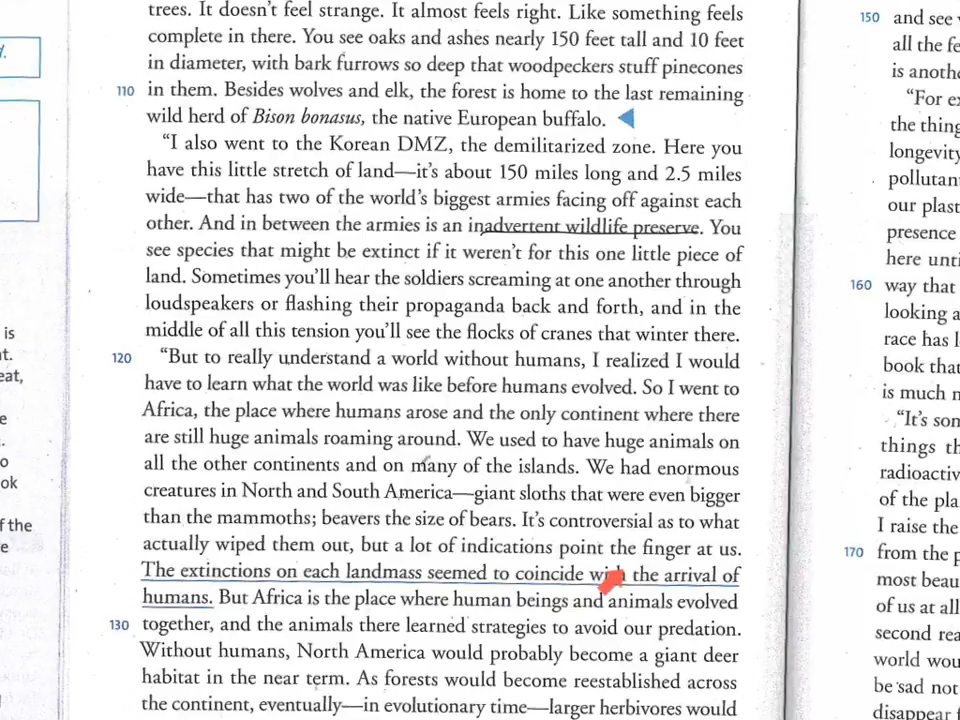 trees. It doesn't feel strange. It almost feels right. Like something feels
complete in there. You see oaks and ashes nearly 150 feet tall and 10 feet
in diameter, with bark furrows so deep that woodpeckers stuff pinecones
110 in them. Besides wolves and elk, the forest is home to the last remaining
wild herd of Bison bonasus, the native European buffalo.
“I also went to the Korean DMZ, the demilitarized zone. Here you
have this little stretch of land—it's about 150 miles long and 2.5 miles
wide—that has two of the world's biggest armies facing off against each
other. And in between the armies is an inadvertent wildlife preserve. You
see species that might be extinct if it weren't for this one little piece of
land. Sometimes you'll hear the soldiers screaming at one another through
loudspeakers or flashing their propaganda back and forth, and in the
middle of all this tension you'll see the flocks of cranes that winter there.
120 “But to really understand a world without humans, I realized I would
have to learn what the world was like before humans evolved. So I went to
Africa, the place where humans arose and the only continent where there
are still huge animals roaming around. We used to have huge animals on
all the other continents and on many of the islands. We had enormous
creatures in North and South America—giant sloths that were even bigger
than the mammoths; beavers the size of bears. It's controversial as to what
actually wiped them out, but a lot of indications point the finger at us.
The extinctions on each landmass seemed to coincide with the arrival of
humans. But Africa is the place where human beings and animals evolved
130 together, and the animals there learned strategies to avoid our predation.
Without humans, North America would probably become a giant deer
habitat in the near term. As forests would become reestablished across
the continent, eventually—in evolutionary time—larger herbivores would
is
at.
eat,
e
o
ook
f the
e
150 and see
all the fe
is anothe
“For ex
the thing
longevity
pollutan
our plast
presence
here unti
160 way that
looking a
race has l
book that
is much n
“It's som
things th
radioactiv
of the pla
I raise the
170 from the p
most beau
of us at all
second rea
world wou
be sad not
disappear f